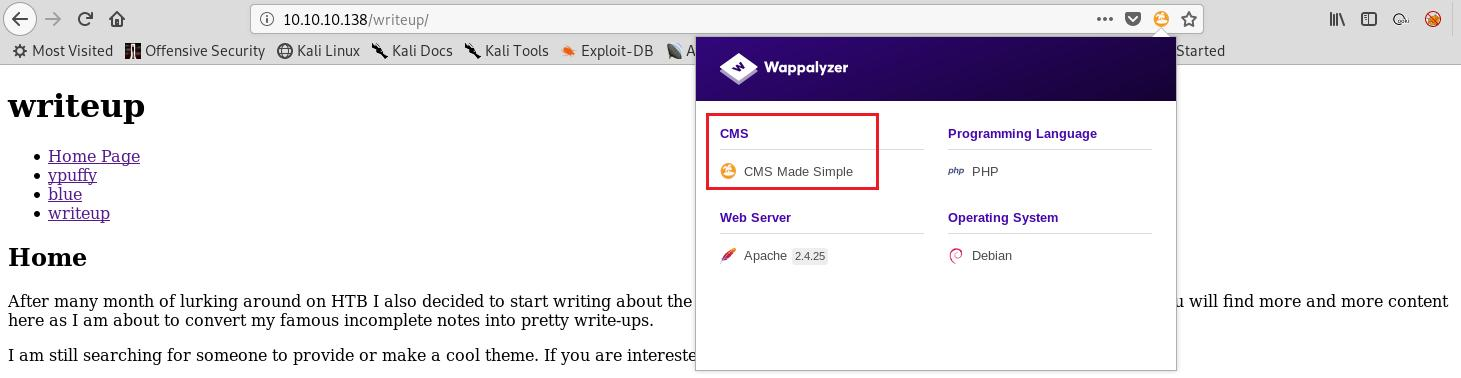 10.10.10.138/writeup/
Most Visited Offensive Security Kali Linux Kali Docs Kali Tools Exploit-DB Started
Wappalyzer
writeup
CMS Programming Language
Home Page
CMS Made Simple php PHP
ypuffy
blue
writeup
Web Server Operating System
Home
Apache 2.4.25 Debian
After many month of lurking around on HTB I also decided to start writing about the will find more and more content
here as I am about to convert my famous incomplete notes into pretty write-ups.
I am still searching for someone to provide or make a cool theme. If you are